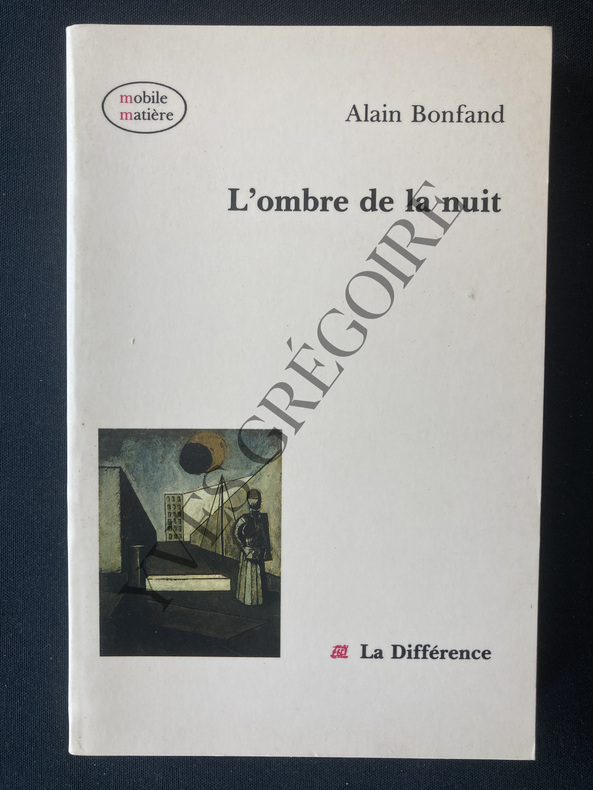 mobile
matière
Alain Bonfand
L'ombre de la nuit
YVES GRÉGOIRE
La Différence